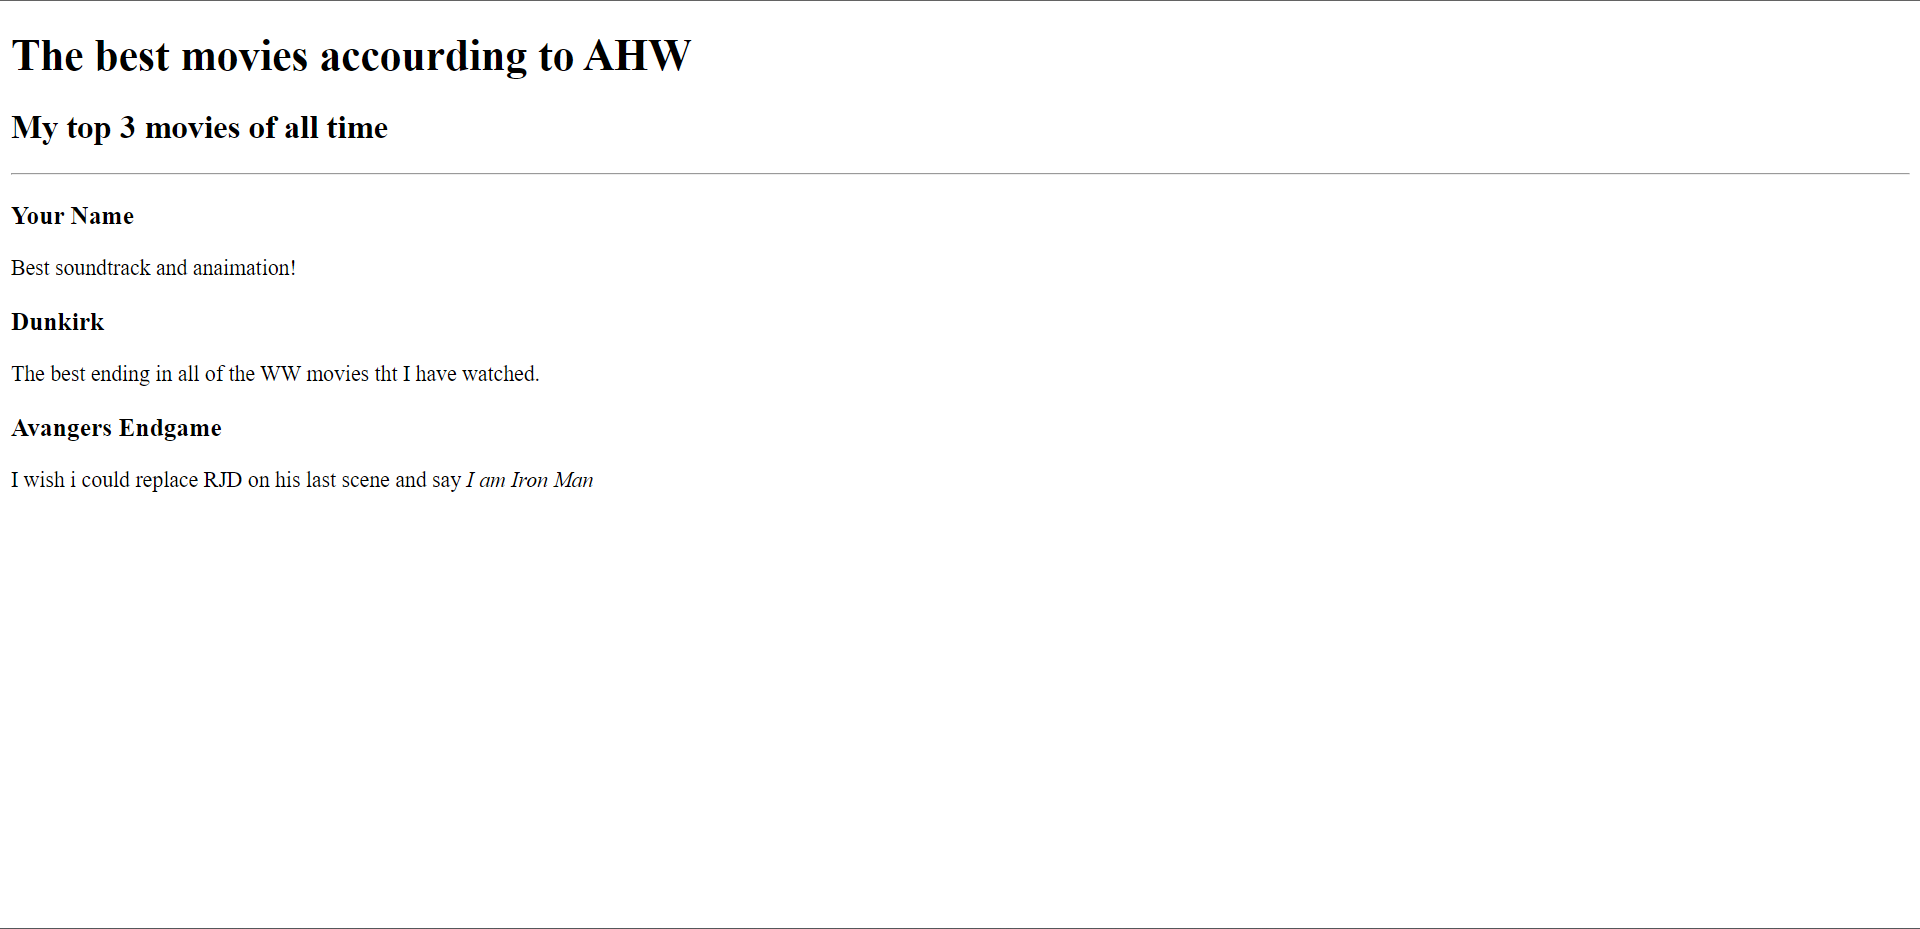 The best movies accourding to AHW
My top 3 movies of all time
Your Name
Best soundtrack and anaimation!
Dunkirk
The best ending in all of the WW movies tht I have watched.
Avangers Endgame
I wish i could replace RJD on his last scene and say I am Iron Man